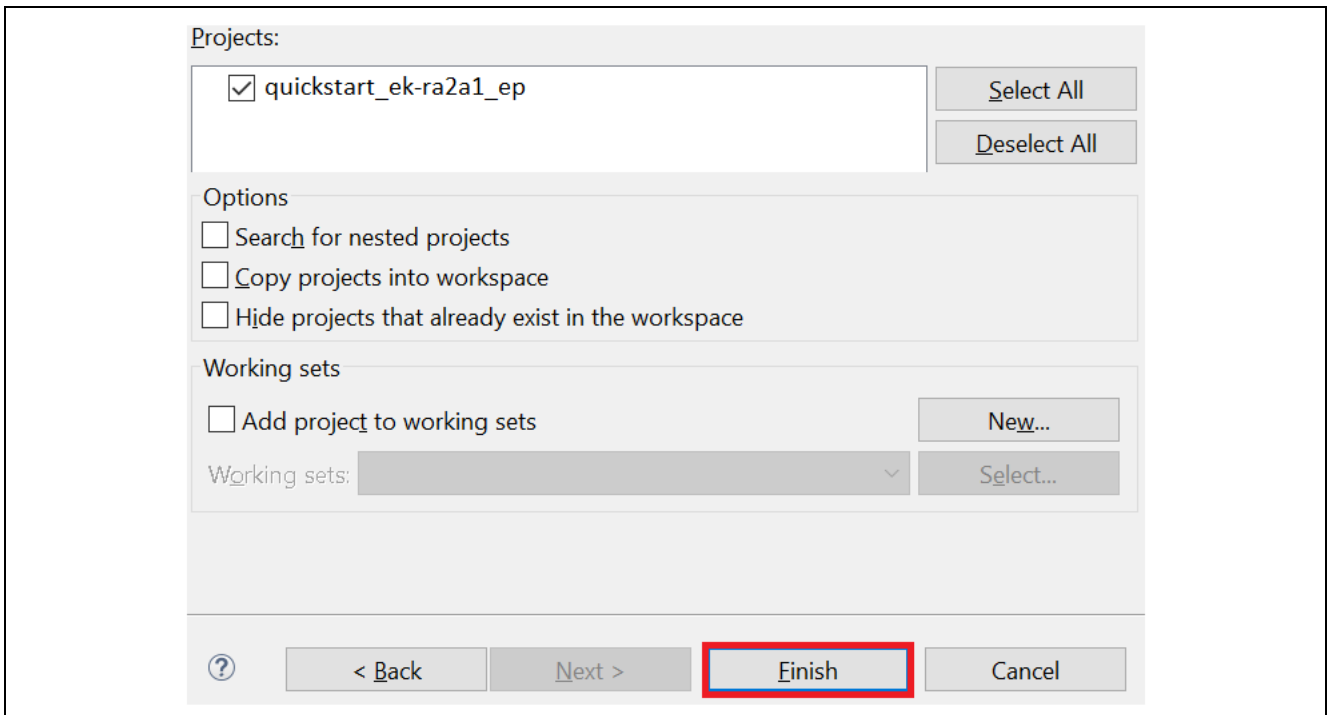 Projects:
quickstart_ek-ra2a1_ep
Select All
Deselect All
Options
Search for nested projects
Copy projects into workspace
Hide projects that already exist in the workspace
Working sets
Add project to working sets
New...
Working sets:
Select...
?
< Back
Next >
Finish
Cancel